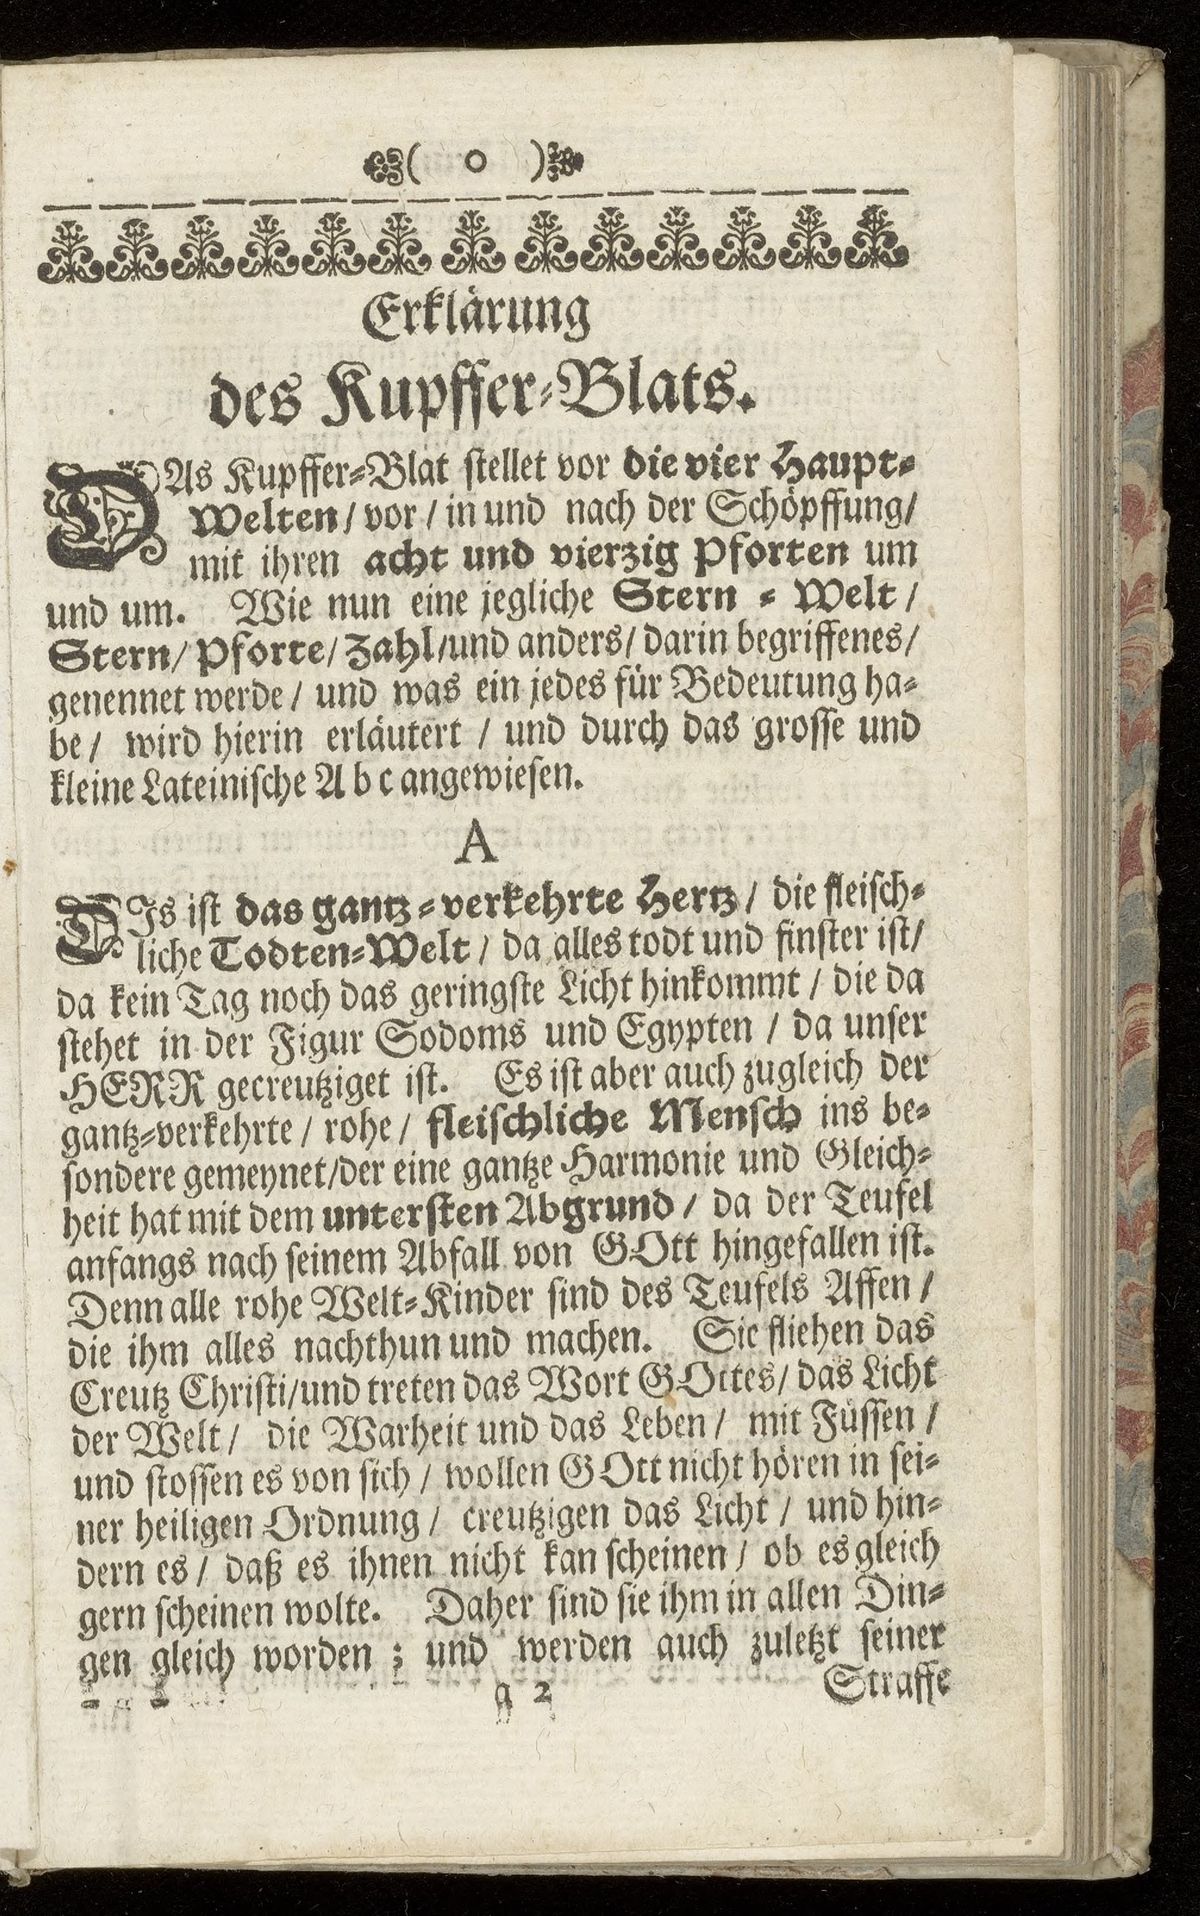 ( o )
Erklärung
des Kupffer-Blats.
DAs Kupffer-Blat stellet vor die vier Haupt-
Welten / vor / in und nach der Schöpffung /
mit ihren acht und vierzig Pforten um
und um. Wie nun eine jegliche Stern-Welt /
Stern / Pforte / Zahl / und anders / darin begriffenes /
genennet werde / und was ein jedes für Bedeutung ha-
be / wird hierin erläutert / und durch das grosse und
kleine Lateinische A b c angewiesen.
A
DJs ist das gantz-verkehrte Hertz / die fleisch-
liche Todten-Welt / da alles todt und finster ist /
da kein Tag noch das geringste Licht hinkommt / die da
stehet in der Figur Sodoms und Egypten / da unser
HERR gecreutziget ist. Es ist aber auch zugleich der
gantz-verkehrte / rohe / fleischliche Mensch ins be-
sondere gemeynet / der eine gantze Harmonie und Gleich-
heit hat mit dem untersten Abgrund / da der Teufel
anfangs nach seinem Abfall von GOtt hingefallen ist.
Denn alle rohe Welt-Kinder sind des Teufels Affen /
die ihm alles nachthun und machen. Sie fliehen das
Creutz Christi / und treten das Wort GOttes / das Licht
der Welt / die Warheit und das Leben / mit Füssen /
und stossen es von sich / wollen GOtt nicht hören in sei-
ner heiligen Ordnung / creutzigen das Licht / und hin-
dern es / daß es ihnen nicht kan scheinen / ob es gleich
gern scheinen wolte. Daher sind sie ihm in allen Din-
gen gleich worden ; und werden auch zuletzt seiner
a 2 Straffe